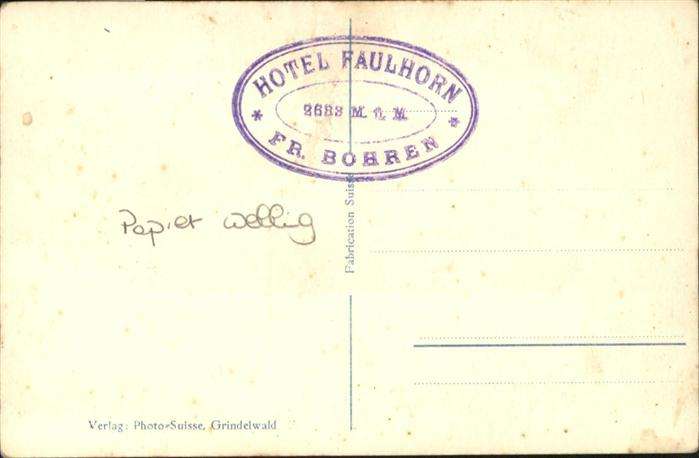 HOTEL FAULHORN
* 2683 M. ü. M. *
FR. BOHREN
Fabrication Suisse
Papier wellig
Verlag: Photo-Suisse, Grindelwald